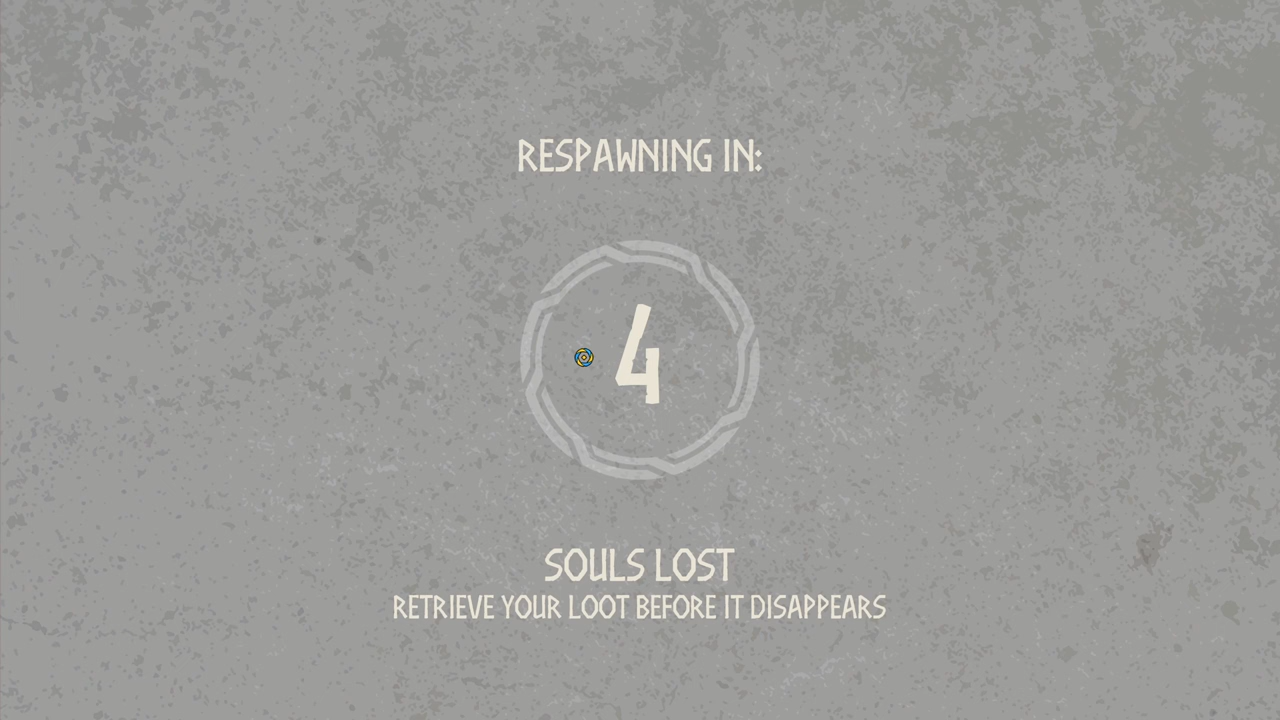 RESPAWNING IN:
4
SOULS LOST
RETRIEVE YOUR LOOT BEFORE IT DISAPPEARS